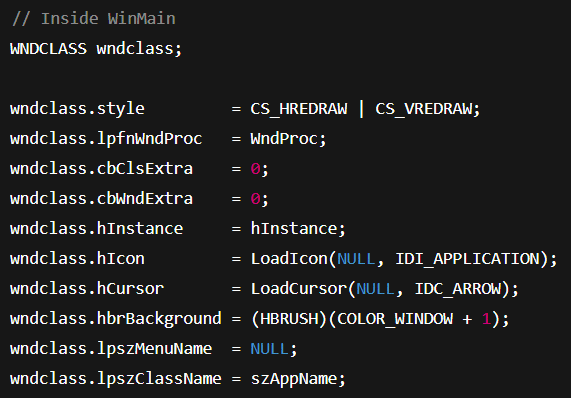 // Inside WinMain
WNDCLASS wndclass;
wndclass.style         = CS_HREDRAW | CS_VREDRAW;
wndclass.lpfnWndProc   = WndProc;
wndclass.cbClsExtra    = 0;
wndclass.cbWndExtra    = 0;
wndclass.hInstance     = hInstance;
wndclass.hIcon         = LoadIcon(NULL, IDI_APPLICATION);
wndclass.hCursor       = LoadCursor(NULL, IDC_ARROW);
wndclass.hbrBackground = (HBRUSH)(COLOR_WINDOW + 1);
wndclass.lpszMenuName  = NULL;
wndclass.lpszClassName = szAppName;